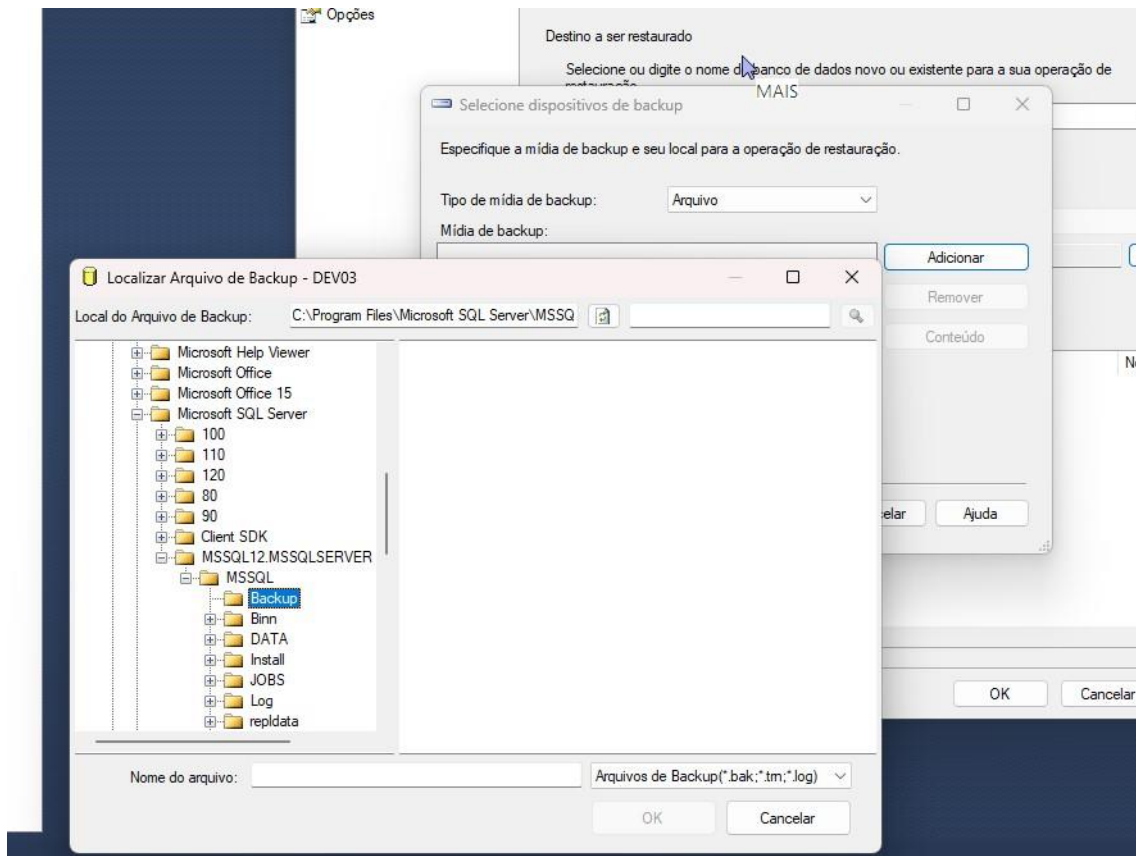 Opções
Destino a ser restaurado
Selecione ou digite o nome d banco de dados novo ou existente para a sua operação de
restauração
MAIS
Selecione dispositivos de backup
Especifique a mídia de backup e seu local para a operação de restauração.
Tipo de mídia de backup: Arquivo
Mídia de backup:
Adicionar
Remover
Conteúdo
elar
Ajuda
Localizar Arquivo de Backup - DEV03
Local do Arquivo de Backup: C:\Program Files\Microsoft SQL Server\MSSQ
Microsoft Help Viewer
Microsoft Office
Microsoft Office 15
Microsoft SQL Server
100
110
120
80
90
Client SDK
MSSQL12.MSSQLSERVER
MSSQL
Backup
Binn
DATA
Install
JOBS
Log
repldata
Nome do arquivo:
Arquivos de Backup(*.bak;*.trn;*.log)
OK Cancelar
OK Cancelar